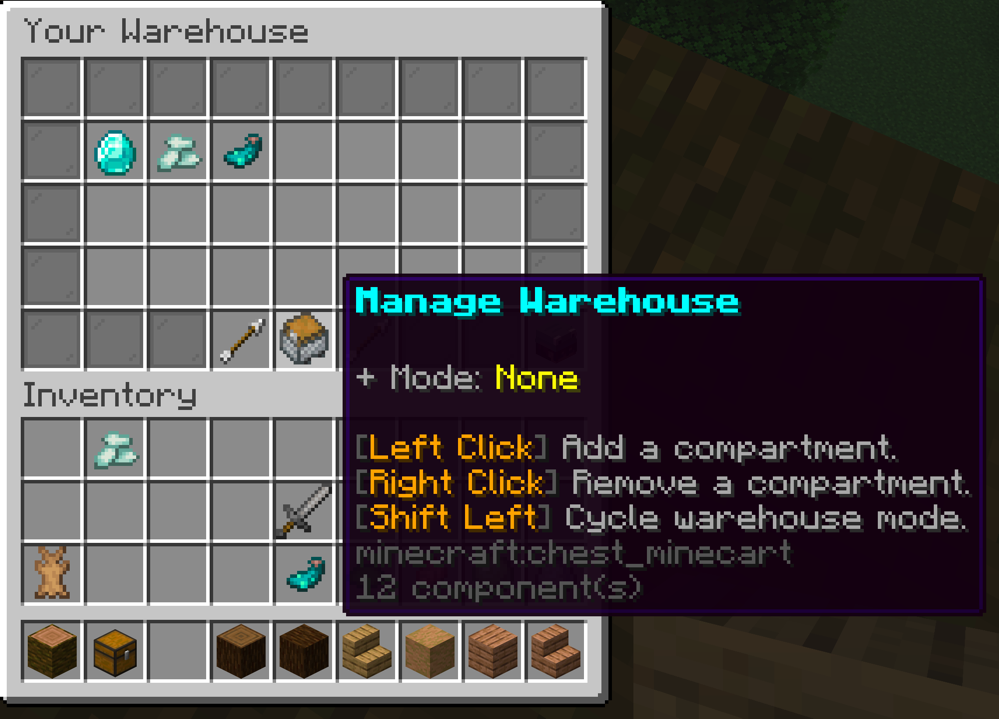 Your Warehouse
Manage Warehouse
+ Mode: None
Inventory
[Left Click] Add a compartment.
[Right Click] Remove a compartment.
[Shift Left] Cycle warehouse mode.
minecraft:chest_minecart
12 component(s)